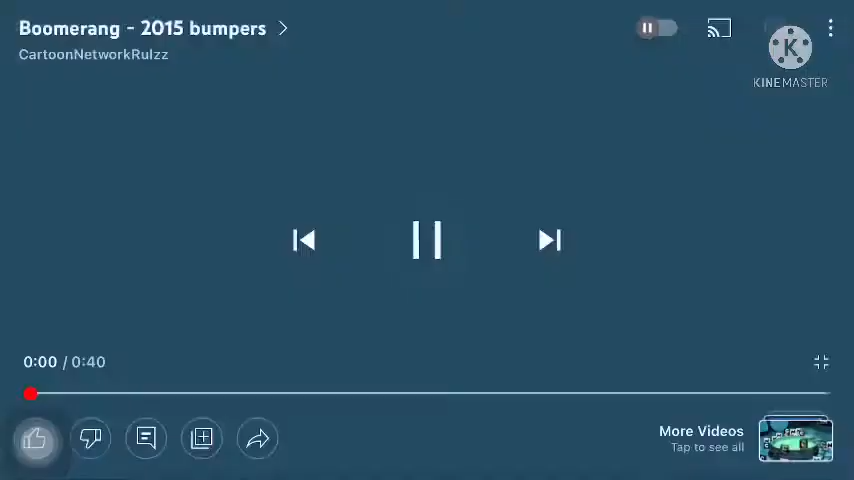 Boomerang - 2015 bumpers
CartoonNetworkRulzz
K
KINEMASTER
0:00 / 0:40
More Videos
Tap to see all